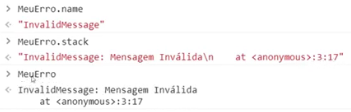 > MeuErro.name
< "InvalidMessage"
> MeuErro.stack
< "InvalidMessage: Mensagem Inválida\n    at <anonymous>:3:17"
> MeuErro
< InvalidMessage: Mensagem Inválida
    at <anonymous>:3:17